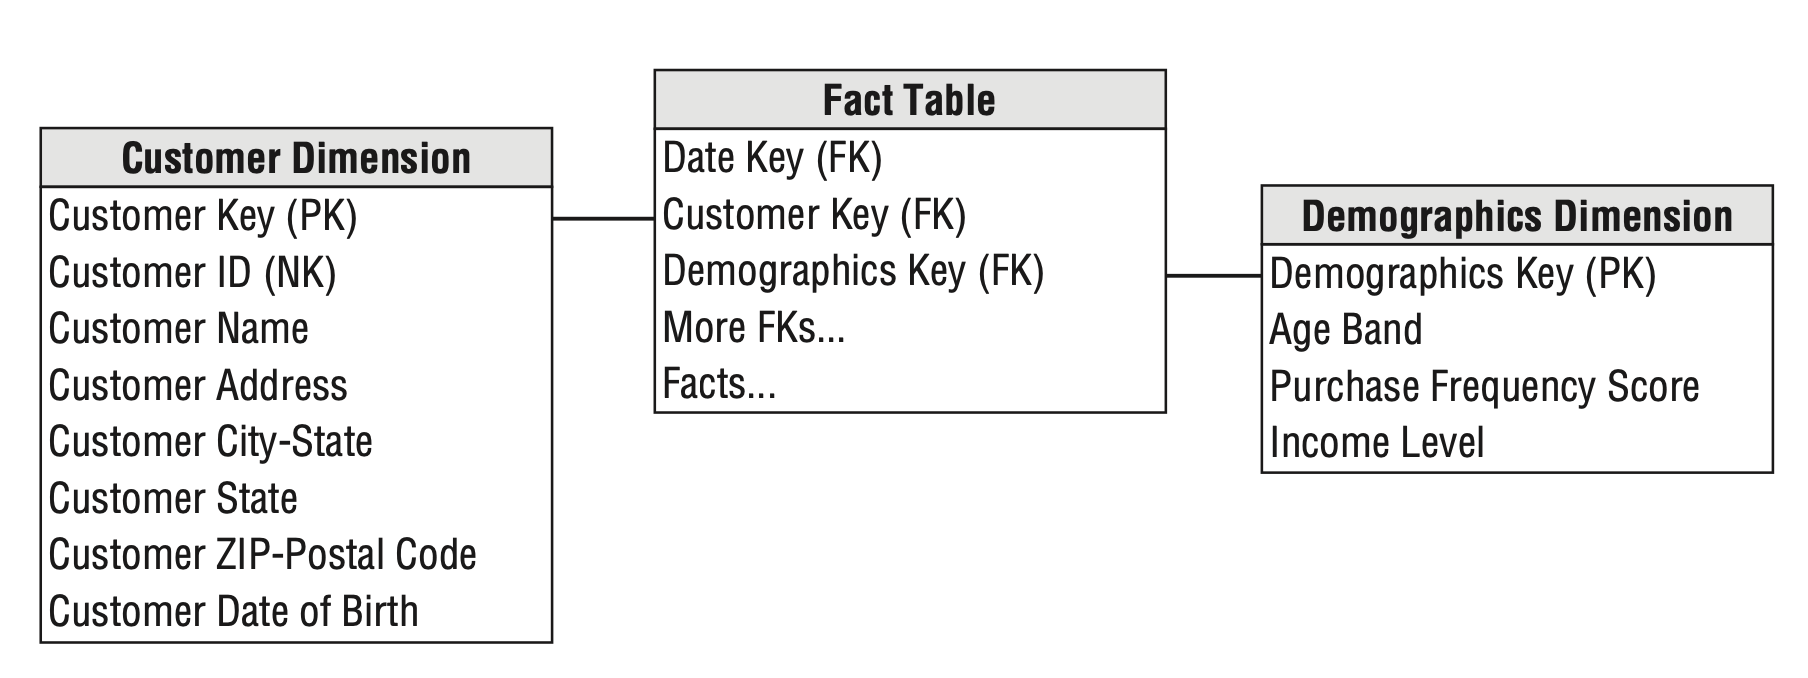 Customer Dimension
Customer Key (PK)
Customer ID (NK)
Customer Name
Customer Address
Customer City-State
Customer State
Customer ZIP-Postal Code
Customer Date of Birth
Fact Table
Date Key (FK)
Customer Key (FK)
Demographics Key (FK)
More FKs...
Facts...
Demographics Dimension
Demographics Key (PK)
Age Band
Purchase Frequency Score
Income Level